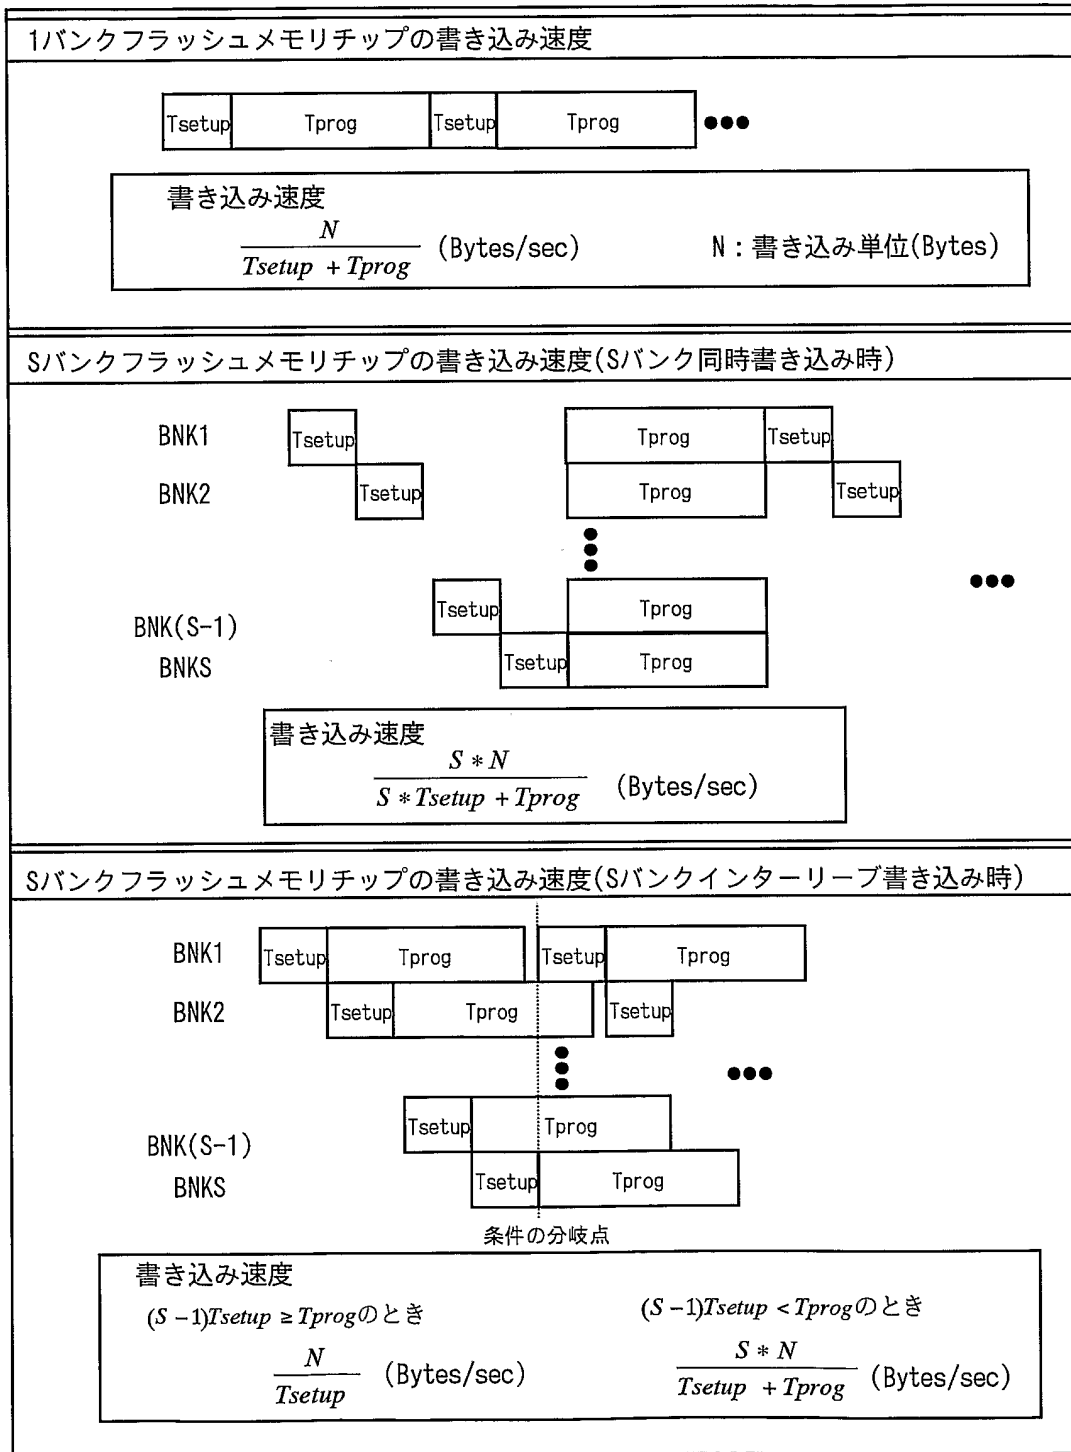 1バンクフラッシュメモリチップの書き込み速度
Tsetup Tprog Tsetup Tprog ●●●
書き込み速度
N
Tsetup + Tprog (Bytes/sec) N:書き込み単位(Bytes)
Sバンクフラッシュメモリチップの書き込み速度(Sバンク同時書き込み時)
BNK1 Tsetup Tprog Tsetup
BNK2 Tsetup Tprog Tsetup
BNK(S-1) Tsetup Tprog
BNKS Tsetup Tprog
書き込み速度
S * N
S * Tsetup + Tprog (Bytes/sec)
Sバンクフラッシュメモリチップの書き込み速度(Sバンクインターリーブ書き込み時)
BNK1 Tsetup Tprog Tsetup Tprog
BNK2 Tsetup Tprog Tsetup
BNK(S-1) Tsetup Tprog
BNKS Tsetup Tprog
条件の分岐点
書き込み速度
(S-1)Tsetup ≥ Tprogのとき (S-1)Tsetup < Tprogのとき
N S * N
Tsetup (Bytes/sec) Tsetup + Tprog (Bytes/sec)